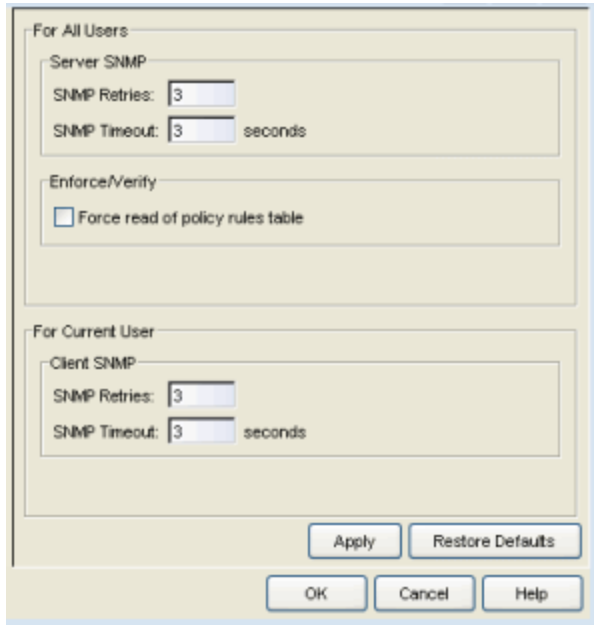 For All Users
Server SNMP
SNMP Retries: 3
SNMP Timeout: 3 seconds
Enforce/Verify
Force read of policy rules table
For Current User
Client SNMP
SNMP Retries: 3
SNMP Timeout: 3 seconds
Apply Restore Defaults
OK Cancel Help